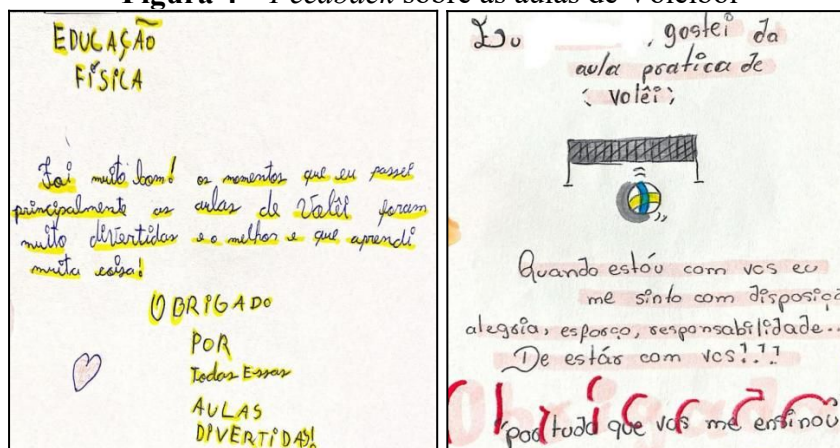 Figura 4 – Feedback sobre as aulas de Voleibol
EDUCAÇÃO
FÍSICA
Foi muito bom! os momentos que eu passei
principalmente as aulas de Volêi foram
muito divertidas e o melhor e que aprendi
muita coisa!
OBRIGADO
POR
Todas Essas
AULAS
DIVERTIDAS!
Eu , gostei da
aula pratica de
volêi
Quando estóu com vcs eu
me sinto com
alegria, esforço, responsabilidade...
De estár com vcs!??
Obrigado
por tudo que vcs me ensinou